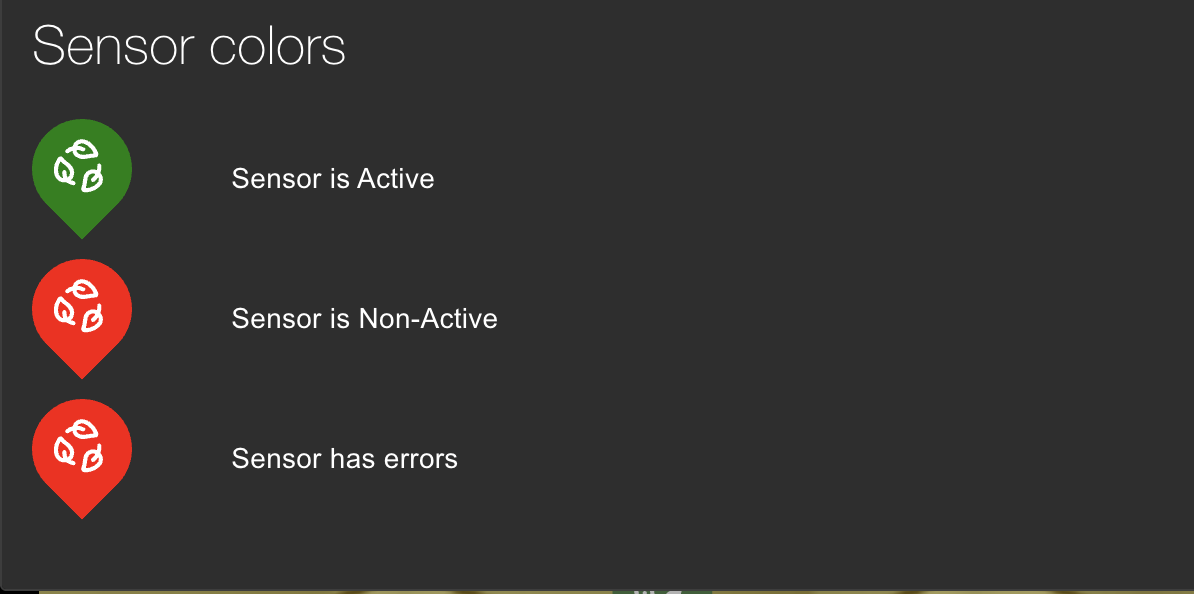 Sensor colors
Sensor is Active
Sensor is Non-Active
Sensor has errors